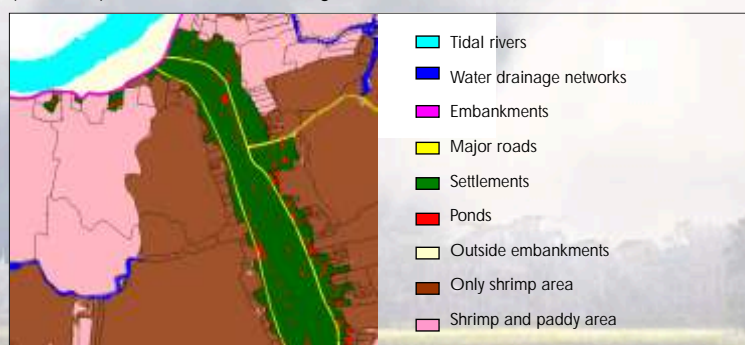 Tidal rivers
Water drainage networks
Embankments
Major roads
Settlements
Ponds
Outside embankments
Only shrimp area
Shrimp and paddy area